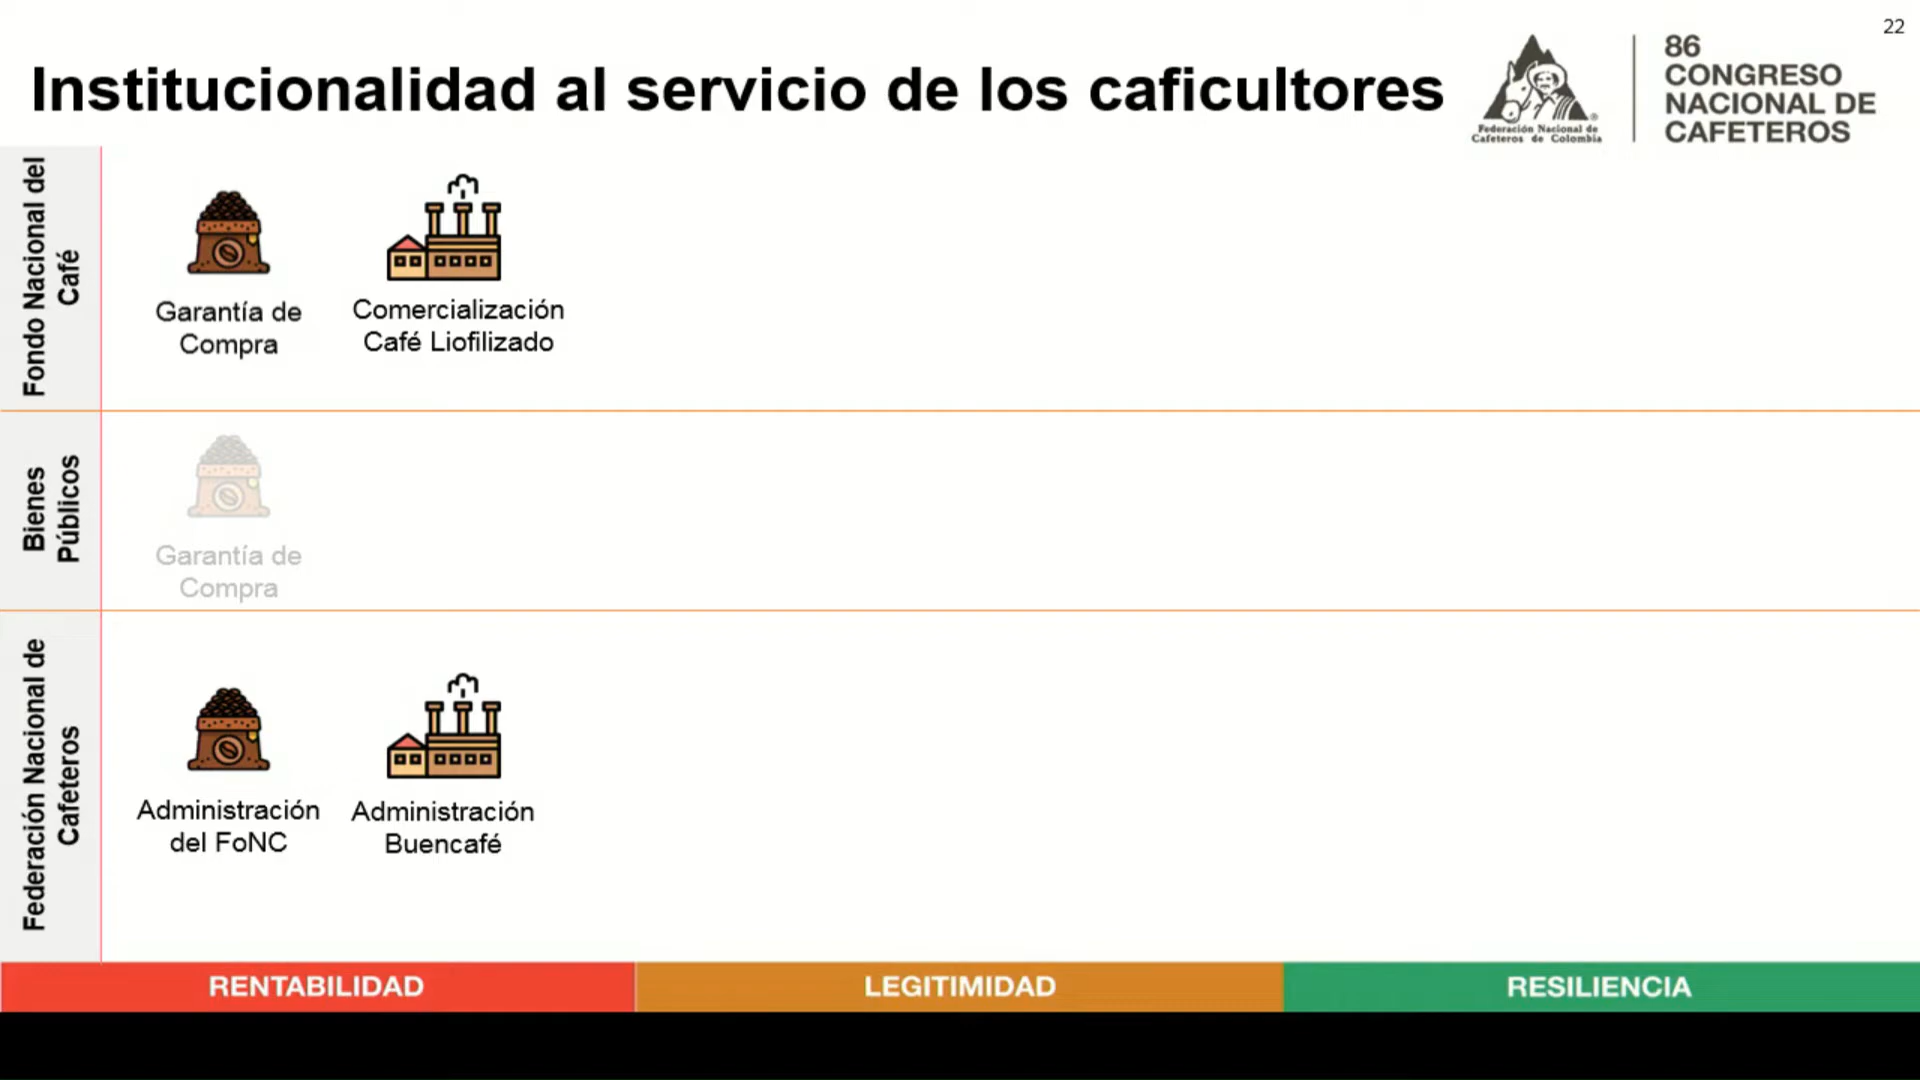 22
Institucionalidad al servicio de los caficultores
Federación Nacional de
Cafeteros de Colombia
86
CONGRESO
NACIONAL DE
CAFETEROS
Fondo Nacional del
Café
Garantía de
Compra
Comercialización
Café Liofilizado
Bienes
Públicos
Garantía de
Compra
Federación Nacional de
Cafeteros
Administración
del FoNC
Administración
Buencafé
RENTABILIDAD
LEGITIMIDAD
RESILIENCIA